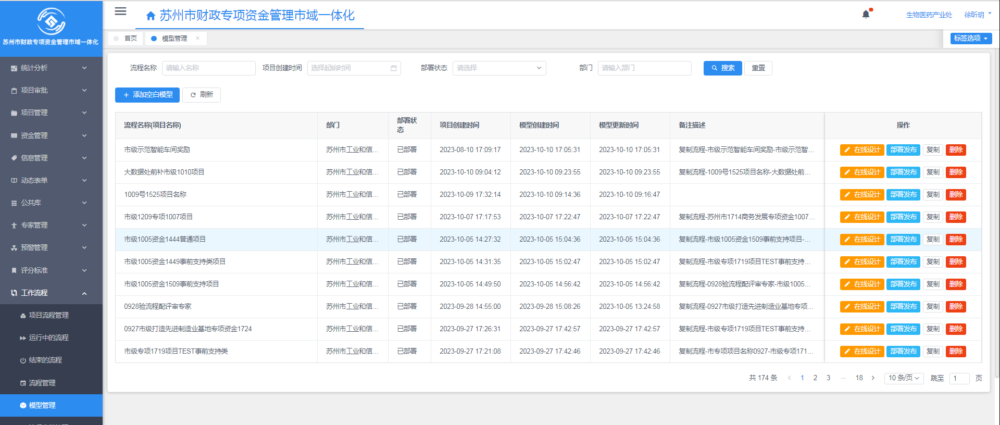 苏州市财政专项资金管理市域一体化
统计分析
项目审批
项目管理
资金管理
信息管理
动态表单
公共库
专家管理
预警管理
评分标准
工作流程
项目流程管理
运行中的流程
结束的流程
流程管理
模型管理
苏州市财政专项资金管理市域一体化
生物医药产业处 徐昕玥
首页 模型管理 标签选项
流程名称 请输入名称 项目创建时间 选择起始时间 部署状态 请选择 部门 请输入部门 搜索 重置
添加空白模型 刷新
流程名称(项目名称) 部门 部署状态 项目创建时间 模型创建时间 模型更新时间 备注描述 操作
市级示范智能车间奖励 苏州市工业和信... 已部署 2023-08-10 17:09:17 2023-10-10 17:05:31 2023-10-10 17:05:31 复制流程-市级示范智能车间奖励-市级示范智... 在线设计 部署发布 复制 删除
大数据处前补市级1010项目 苏州市工业和信... 已部署 2023-10-10 09:04:12 2023-10-10 09:23:55 2023-10-10 09:23:55 复制流程-1009号1525项目名称-大数据处前... 在线设计 部署发布 复制 删除
1009号1525项目名称 苏州市工业和信... 已部署 2023-10-09 17:32:14 2023-10-10 09:14:36 2023-10-10 09:16:47 在线设计 部署发布 复制 删除
市级1209专项1007项目 苏州市工业和信... 已部署 2023-10-07 17:17:53 2023-10-07 17:22:47 2023-10-07 17:22:47 复制流程-苏州市1714商务发展专项资金1007... 在线设计 部署发布 复制 删除
市级1005资金1444普通项目 苏州市工业和信... 已部署 2023-10-05 14:27:32 2023-10-05 15:04:36 2023-10-05 15:04:36 复制流程-市级1005资金1509事前支持项目-... 在线设计 部署发布 复制 删除
市级1005资金1449事前支持类项目 苏州市工业和信... 已部署 2023-10-05 14:31:35 2023-10-05 15:02:47 2023-10-05 15:02:47 复制流程-市级专项1719项目TEST事前支持... 在线设计 部署发布 复制 删除
市级1005资金1509事前支持项目 苏州市工业和信... 已部署 2023-10-05 14:49:50 2023-10-05 14:56:42 2023-10-05 14:56:42 复制流程-0928验流程配评审专家-市级1005... 在线设计 部署发布 复制 删除
0928验流程配评审专家 苏州市工业和信... 已部署 2023-09-28 14:55:00 2023-09-28 15:08:26 2023-10-05 13:24:58 复制流程-0927市级打造先进制造业基地专项... 在线设计 部署发布 复制 删除
0927市级打造先进制造业基地专项资金1724 苏州市工业和信... 已部署 2023-09-27 17:26:31 2023-09-27 17:42:57 2023-09-27 17:42:57 复制流程-市级专项1719项目TEST事前支持... 在线设计 部署发布 复制 删除
市级专项1719项目TEST事前支持类 苏州市工业和信... 已部署 2023-09-27 17:21:08 2023-09-27 17:42:46 2023-09-27 17:42:46 复制流程-市专项项目名称0927-市级专项171... 在线设计 部署发布 复制 删除
共 174 条 1 2 3 ... 18 10 条/页 跳至 1 页